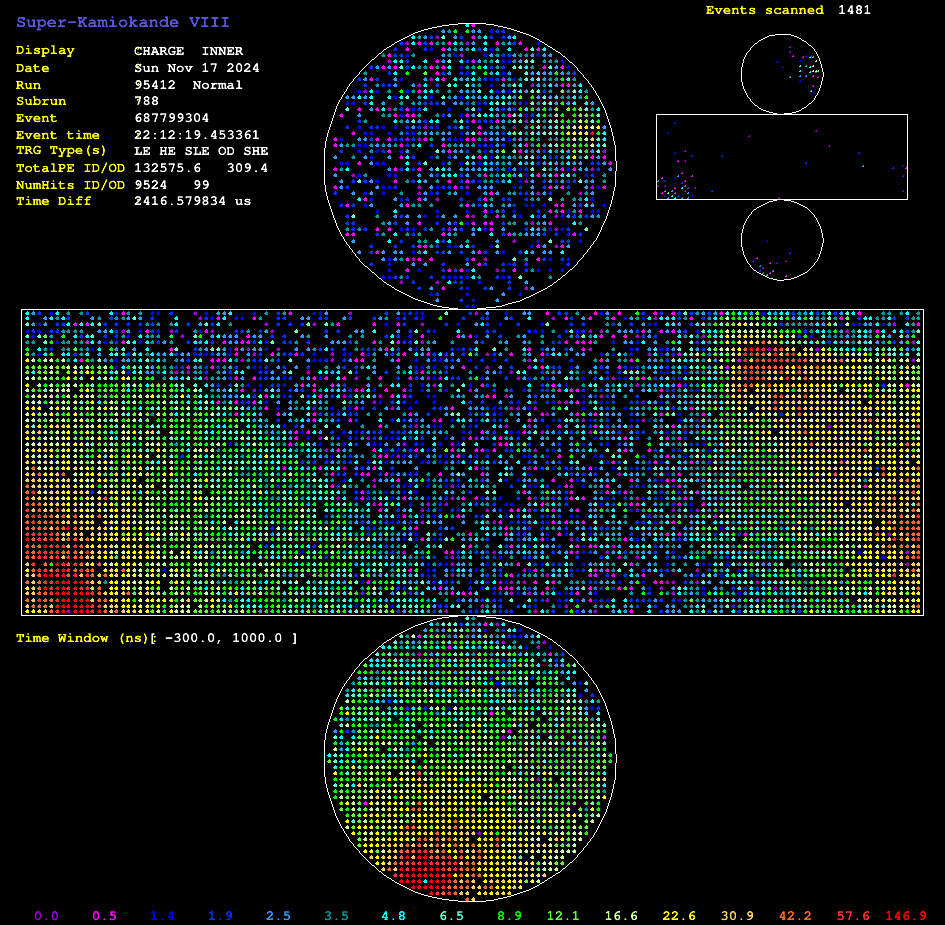 Super-Kamiokande VIII
Events scanned 1481
Display CHARGE INNER
Date Sun Nov 17 2024
Run 95412 Normal
Subrun 788
Event 687799304
Event time 22:12:19.453361
TRG Type(s) LE HE SLE OD SHE
TotalPE ID/OD 132575.6 309.4
NumHits ID/OD 9524 99
Time Diff 2416.579834 us
Time Window (ns)[ -300.0, 1000.0 ]
0.0 0.5 1.4 1.9 2.5 3.5 4.8 6.5 8.9 12.1 16.6 22.6 30.9 42.2 57.6 146.9